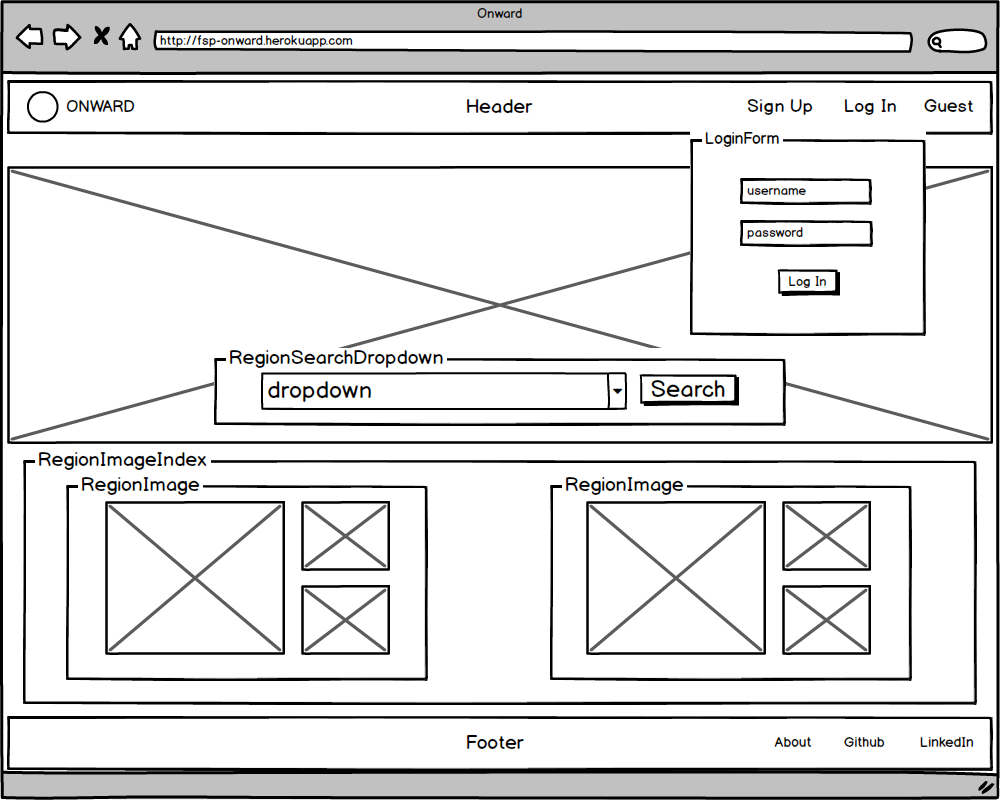 Onward
http://fsp-onward.herokuapp.com
ONWARD
Header
Sign Up
Log In
Guest
LoginForm
username
password
Log In
RegionSearchDropdown
dropdown
Search
RegionImageIndex
RegionImage
RegionImage
Footer
About
Github
LinkedIn